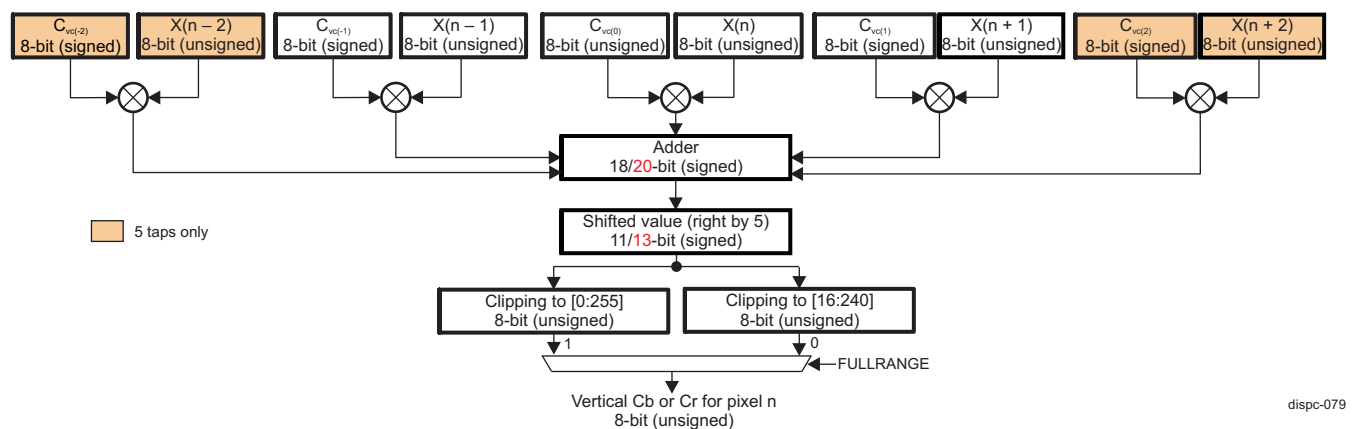 Cvc(-2)
8-bit (signed)
X(n – 2)
8-bit (unsigned)
Cvc(-1)
8-bit (signed)
X(n – 1)
8-bit (unsigned)
Cvc(0)
8-bit (signed)
X(n)
8-bit (unsigned)
Cvc(1)
8-bit (signed)
X(n + 1)
8-bit (unsigned)
Cvc(2)
8-bit (signed)
X(n + 2)
8-bit (unsigned)
Adder
18/20-bit (signed)
5 taps only
Shifted value (right by 5)
11/13-bit (signed)
Clipping to [0:255]
8-bit (unsigned)
Clipping to [16:240]
8-bit (unsigned)
1
0
FULLRANGE
Vertical Cb or Cr for pixel n
8-bit (unsigned)
dispc-079